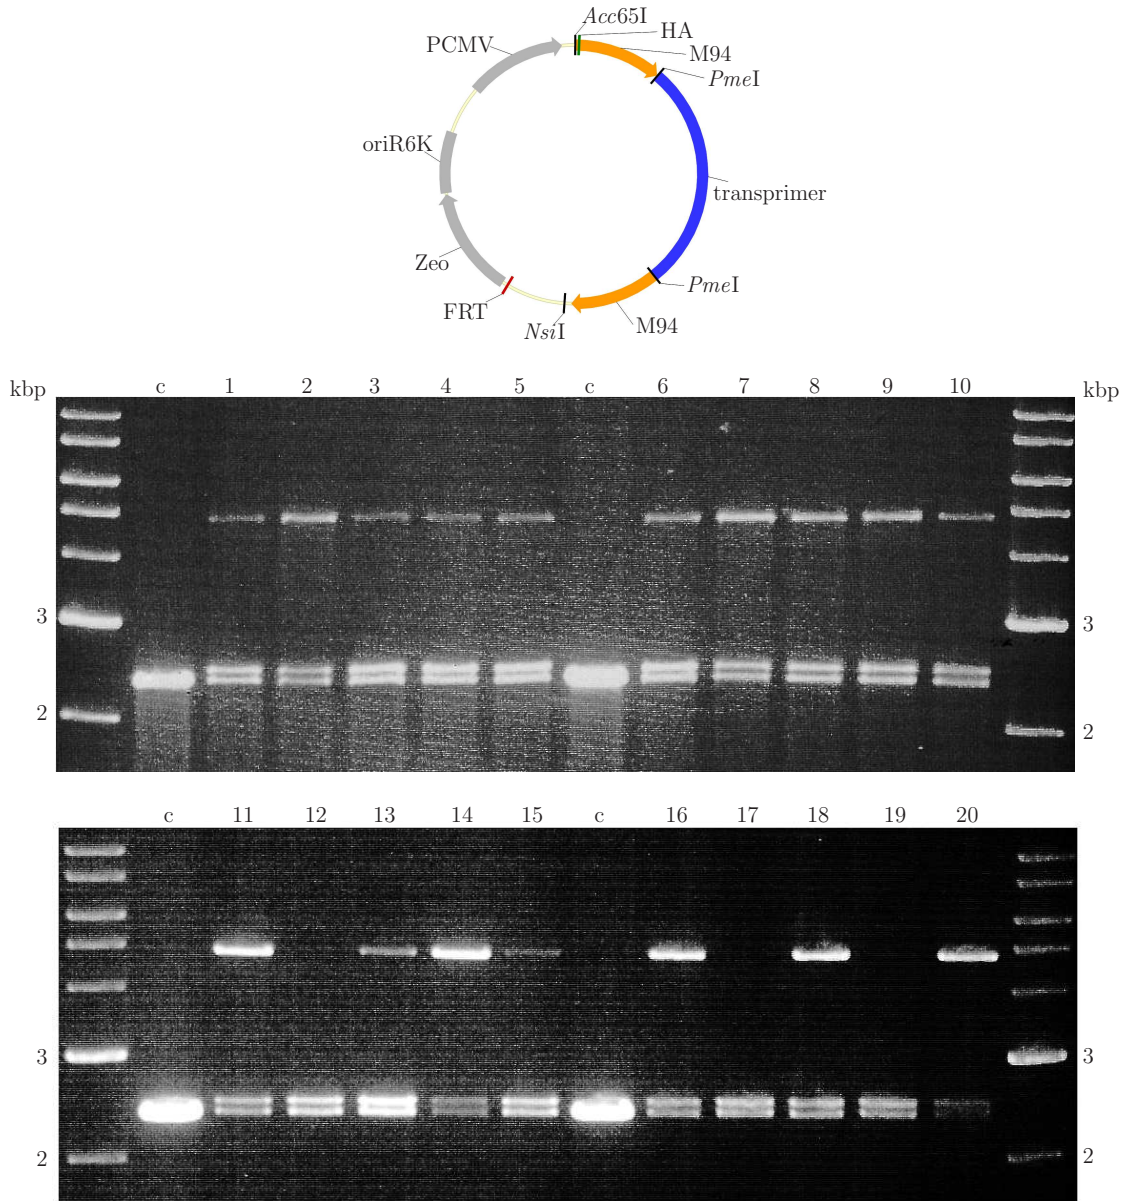 Acc65I
HA
PCMV
M94
PmeI
oriR6K
transprimer
Zeo
PmeI
FRT
NsiI
M94
kbp c 1 2 3 4 5 c 6 7 8 9 10 kbp
3 3
2 2
c 11 12 13 14 15 c 16 17 18 19 20
3 3
2 2